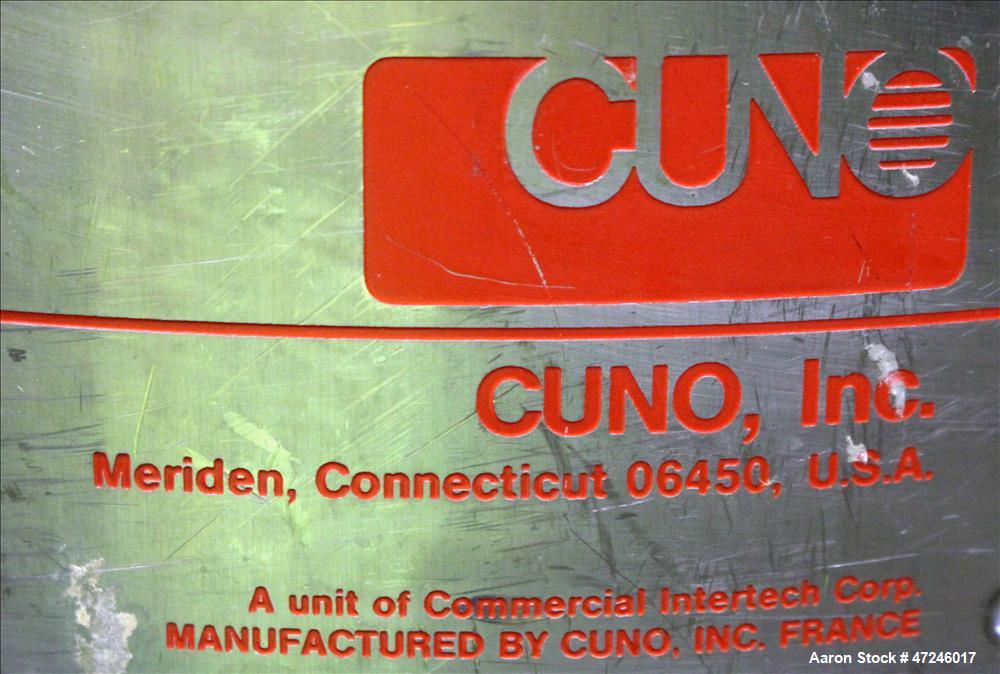 CUNO
CUNO, Inc.
Meriden, Connecticut 06450, U.S.A.
A unit of Commercial Intertech Corp.
MANUFACTURED BY CUNO, INC. FRANCE
Aaron Stock # 47246017